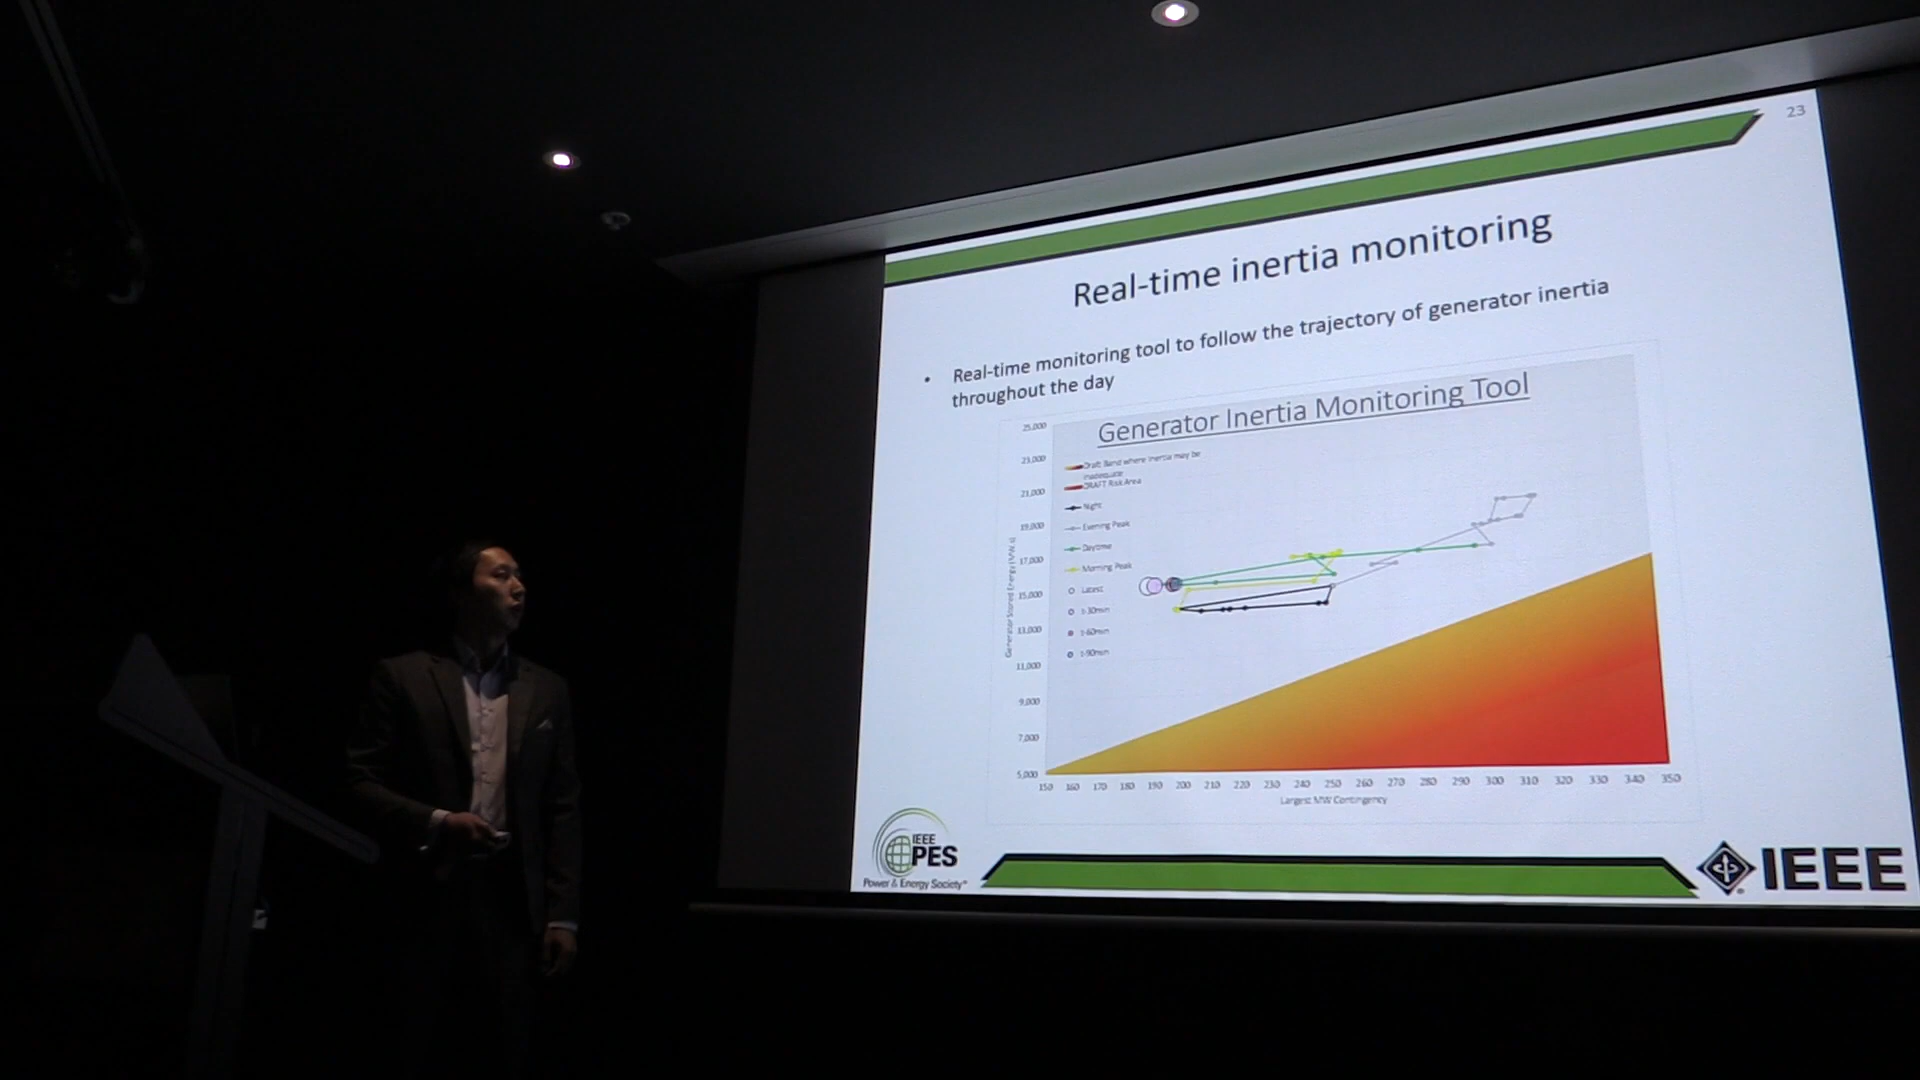 23
Real-time inertia monitoring
• Real-time monitoring tool to follow the trajectory of generator inertia
throughout the day
Generator Inertia Monitoring Tool
25,000
23,000
21,000
19,000
17,000
15,000
13,000
11,000
9,000
7,000
5,000
Generator Stored Energy (MW.s)
Draft Band where inertia may be
inadequate
DRAFT Risk Area
Night
Evening Peak
Daytime
Morning Peak
Latest
t-30min
t-60min
t-90min
150 160 170 180 190 200 210 220 230 240 250 260 270 280 290 300 310 320 330 340 350
Largest MW Contingency
IEEE
PES
Power & Energy Society®
IEEE